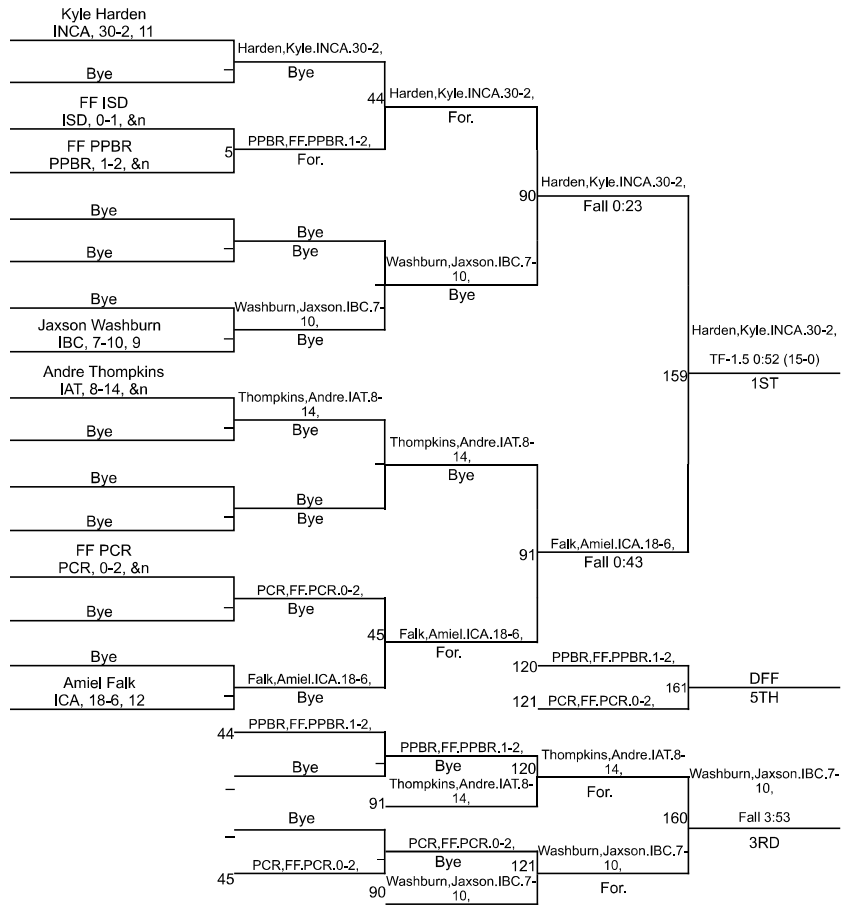 Kyle Harden
INCA, 30-2, 11
Harden,Kyle.INCA.30-2,
Bye
Bye
44
Harden,Kyle.INCA.30-2,
For.
FF ISD
ISD, 0-1, &n
5
PPBR,FF.PPBR.1-2,
For.
FF PPBR
PPBR, 1-2, &n
90
Harden,Kyle.INCA.30-2,
Fall 0:23
Bye
Bye
Bye
Bye
Washburn,Jaxson.IBC.7-
10,
Bye
Bye
Washburn,Jaxson.IBC.7-
10,
Bye
Jaxson Washburn
IBC, 7-10, 9
Harden,Kyle.INCA.30-2,
159
TF-1.5 0:52 (15-0)
1ST
Andre Thompkins
IAT, 8-14, &n
Thompkins,Andre.IAT.8-
14,
Bye
Bye
Thompkins,Andre.IAT.8-
14,
Bye
Bye
Bye
Bye
Bye
91
Falk,Amiel.ICA.18-6,
Fall 0:43
FF PCR
PCR, 0-2, &n
PCR,FF.PCR.0-2,
Bye
Bye
45
Falk,Amiel.ICA.18-6,
For.
Bye
Falk,Amiel.ICA.18-6,
Bye
Amiel Falk
ICA, 18-6, 12
120
PPBR,FF.PPBR.1-2,
161
DFF
5TH
121
PCR,FF.PCR.0-2,
44
PPBR,FF.PPBR.1-2,
PPBR,FF.PPBR.1-2,
Bye
Bye
120
Thompkins,Andre.IAT.8-
14,
For.
91
Thompkins,Andre.IAT.8-
14,
Washburn,Jaxson.IBC.7-
10,
160
Fall 3:53
3RD
Bye
PCR,FF.PCR.0-2,
Bye
45
PCR,FF.PCR.0-2,
121
Washburn,Jaxson.IBC.7-
10,
For.
90
Washburn,Jaxson.IBC.7-
10,